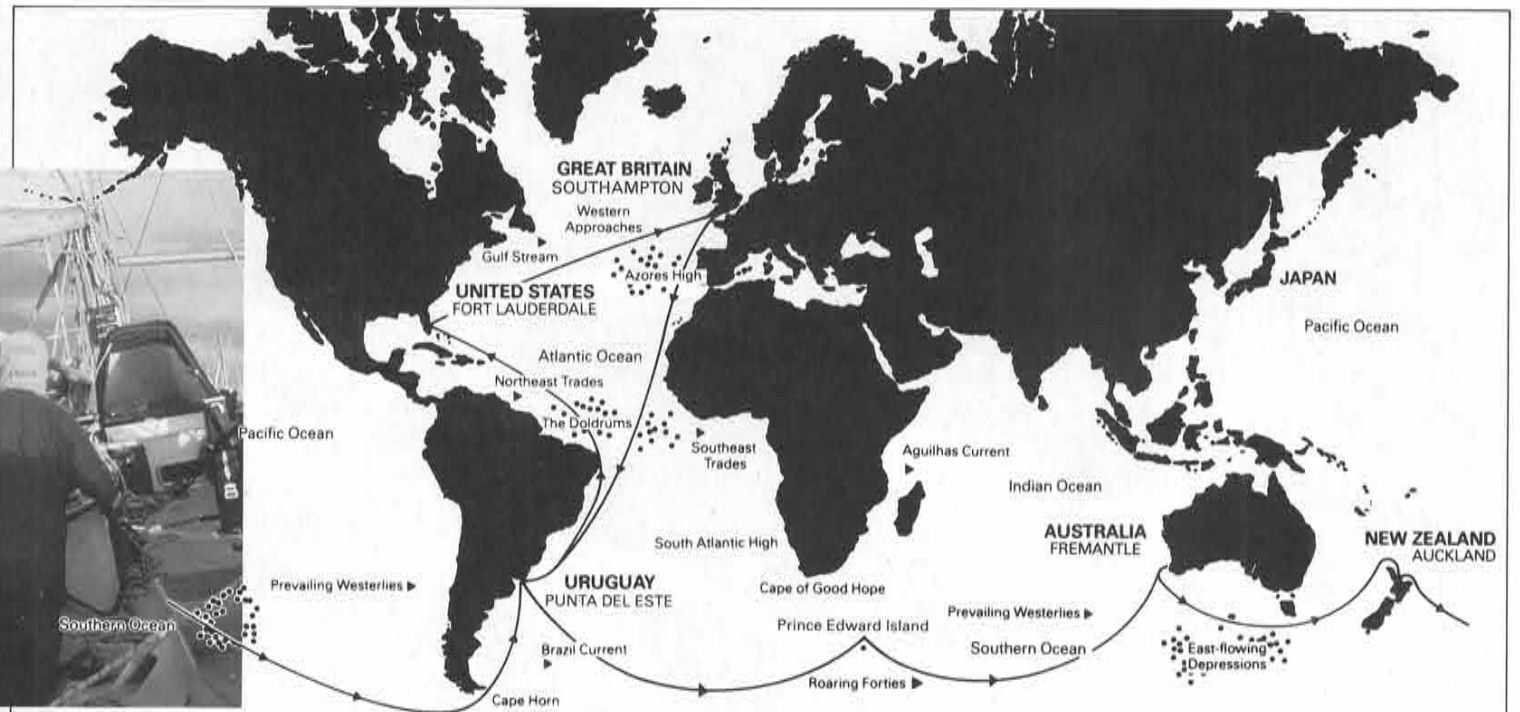 GREAT BRITAIN
SOUTHAMPTON
Western
Approaches
Gulf Stream
Azores High
UNITED STATES
FORT LAUDERDALE
JAPAN
Pacific Ocean
Atlantic Ocean
Northeast Trades
The Doldrums
Pacific Ocean
Southeast
Trades
Aguilhas Current
Indian Ocean
South Atlantic High
AUSTRALIA
FREMANTLE
NEW ZEALAND
AUCKLAND
Prevailing Westerlies
URUGUAY
PUNTA DEL ESTE
Cape of Good Hope
Prevailing Westerlies
Southern Ocean
Prince Edward Island
Brazil Current
Southern Ocean
East-flowing
Depressions
Roaring Forties
Cape Horn